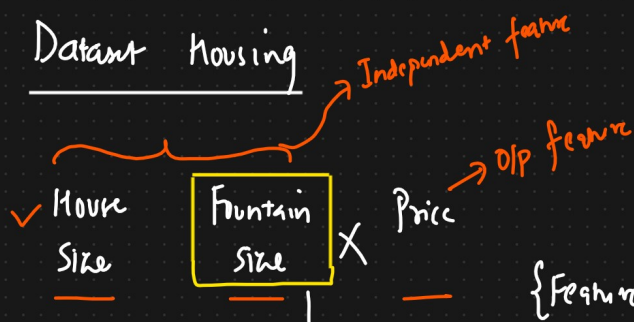 Dataset Housing
Independent feature
O/p feature
House Fountain Price
Size size X
{Feature